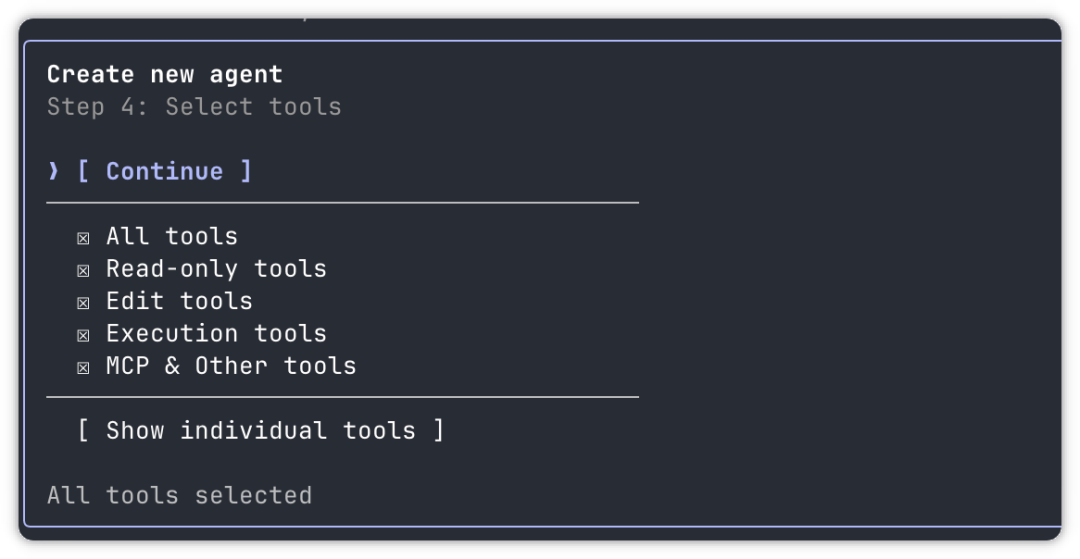 Create new agent
Step 4: Select tools
❯ [ Continue ]
☒ All tools
☒ Read-only tools
☒ Edit tools
☒ Execution tools
☒ MCP & Other tools
[ Show individual tools ]
All tools selected